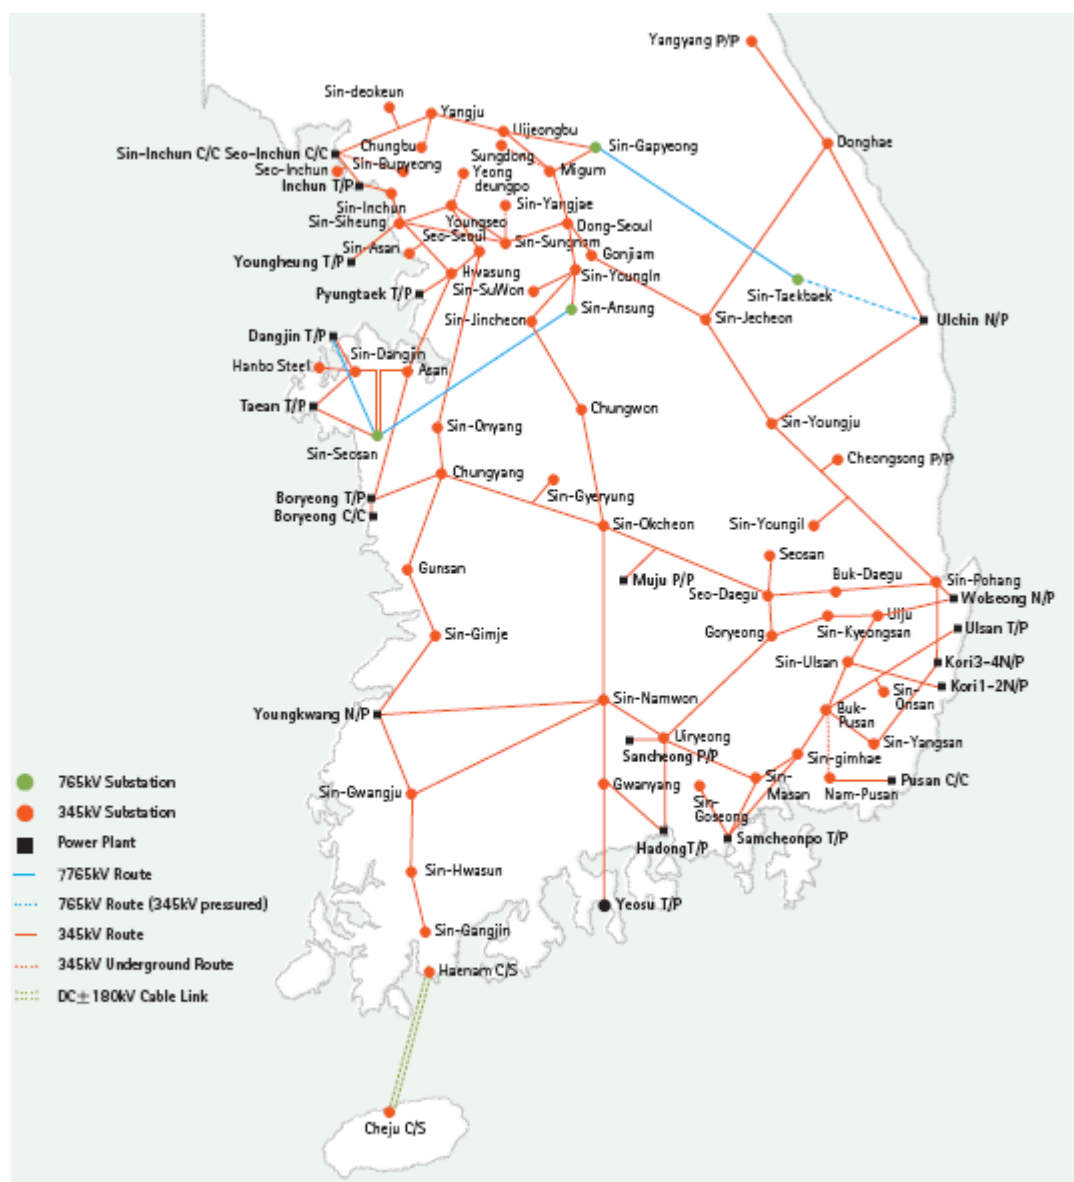 Yangyang P/P
Sin-deokeun
Yangju
Uijeongbu
Donghae
Chungbu
Sin-Gapyeong
Sin-Inchun C/C Seo-Inchun C/C
Sungdong
Sin-Bupyeong
Migum
Seo-Inchun
Yeong
deungpo
Inchun T/P
Sin-Inchun
Sin-Yangjae
Sin-Siheung
Youngseo
Dong-Seoul
Seo-Seoul
Sin-Sungnam
Sin-Asan
Gonjiam
Youngheung T/P
Hwasung
Sin-YoungIn
Pyungtaek T/P
Sin-SuWon
Sin-Taekbaek
Sin-Ansung
Sin-Jincheon
Sin-Jecheon
Ulchin N/P
Dangjin T/P
Sin-Dangjin
Hanbo Steel
Asan
Taean T/P
Chungwon
Sin-Onyang
Sin-Youngju
Sin-Seosan
Cheongsong P/P
Chungyang
Boryeong T/P
Sin-Gyeryung
Boryeong C/C
Sin-Okcheon
Sin-Youngil
Seosan
Gunsan
Buk-Daegu
Muju P/P
Sin-Pohang
Seo-Daegu
Wolseong N/P
Ulju
Sin-Gimje
Goryeong
Sin-Kyeongsan
Ulsan T/P
Sin-Ulsan
Kori3-4N/P
Kori1-2N/P
Sin-Namwon
Sin-
Onsan
Youngkwang N/P
Buk-
Pusan
Uiryeong
Sin-Yangsan
Sancheong P/P
Sin-gimhae
765kV Substation
Sin-Gwangju
Gwanyang
Sin-
Masan
Pusan C/C
Nam-Pusan
345kV Substation
Sin-
Goseong
Power Plant
HadongT/P
Samcheonpo T/P
7765kV Route
Sin-Hwasun
765kV Route (345kV pressured)
Yeosu T/P
345kV Route
Sin-Gangjin
345kV Underground Route
Haenam C/S
DC±180kV Cable Link
Cheju C/S